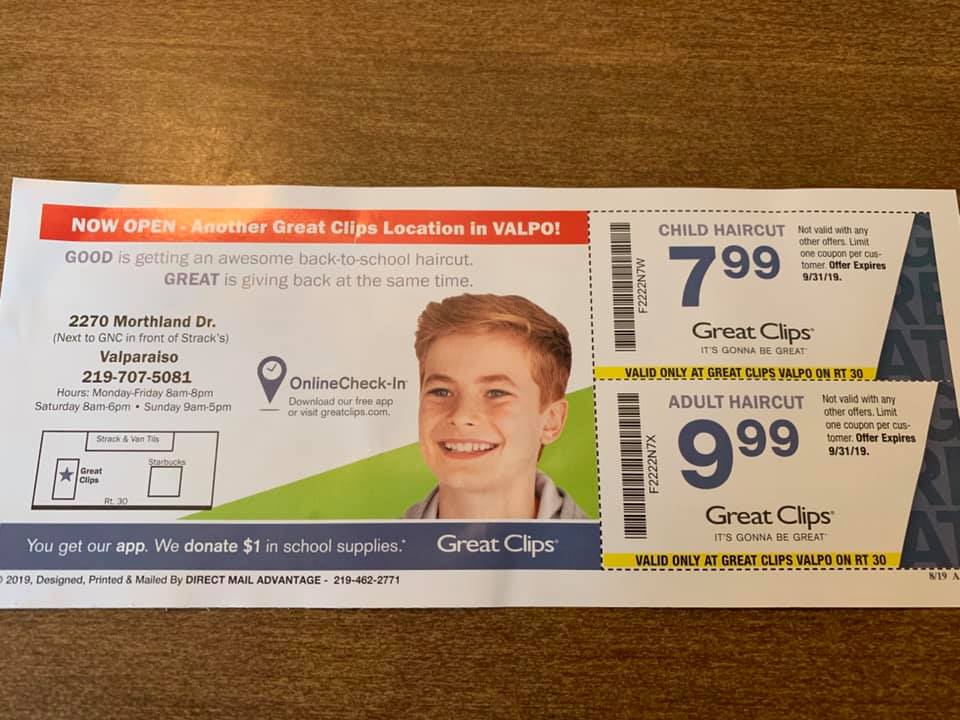 NOW OPEN - Another Great Clips Location in VALPO!
GOOD is getting an awesome back-to-school haircut.
GREAT is giving back at the same time.
2270 Morthland Dr.
(Next to GNC in front of Strack's)
Valparaiso
219-707-5081
Hours: Monday-Friday 8am-8pm
Saturday 8am-6pm • Sunday 9am-5pm
OnlineCheck-In
Download our free app
or visit greatclips.com.
Strack & Van Tils
Great
Clips
Starbucks
Rt. 30
You get our app. We donate $1 in school supplies.*
Great Clips®
2019, Designed, Printed & Mailed By DIRECT MAIL ADVANTAGE - 219-462-2771
F2222N7W
CHILD HAIRCUT
7.99
Not valid with any
other offers. Limit
one coupon per cus-
tomer. Offer Expires
9/31/19.
Great Clips®
IT'S GONNA BE GREAT®
VALID ONLY AT GREAT CLIPS VALPO ON RT 30
F2222N7X
ADULT HAIRCUT
9.99
Not valid with any
other offers. Limit
one coupon per cus-
tomer. Offer Expires
9/31/19.
Great Clips®
IT'S GONNA BE GREAT®
VALID ONLY AT GREAT CLIPS VALPO ON RT 30
8/19 A